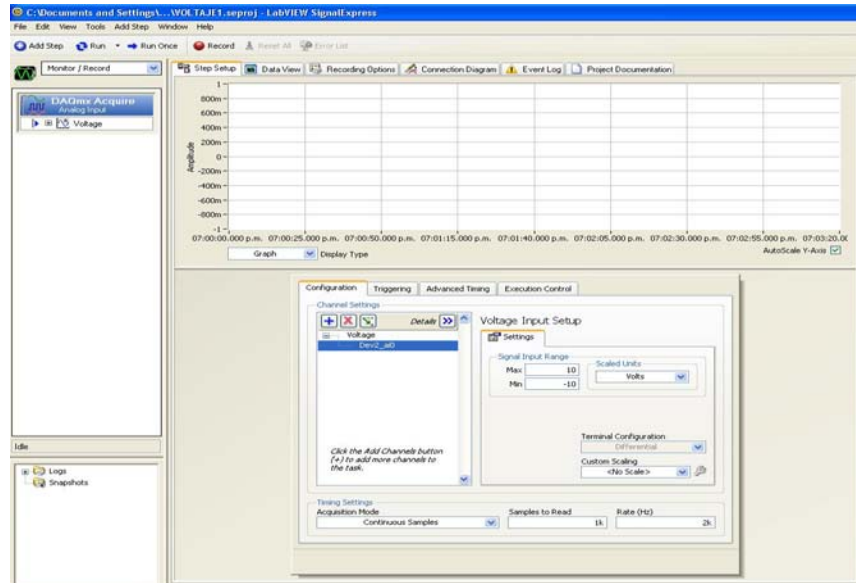 C:\Documents and Settings\...\VOLTAJE1.seproj - LabVIEW SignalExpress
File Edit View Tools Add Step Window Help
Add Step Run Run Once Record Reset All Error List
Monitor / Record
Step Setup Data View Recording Options Connection Diagram Event Log Project Documentation
DAQmx Acquire
Analog Input
Voltage
Amplitude
1
800m
600m
400m
200m
0
-200m
-400m
-600m
-800m
-1
07:00:00.000 p.m. 07:00:25.000 p.m. 07:00:50.000 p.m. 07:01:15.000 p.m. 07:01:40.000 p.m. 07:02:05.000 p.m. 07:02:30.000 p.m. 07:02:55.000 p.m. 07:03:20.0
Graph Display Type
AutoScale Y-Axis
Configuration Triggering Advanced Timing Execution Control
Channel Settings
Details
Voltage
Dev2_ai0
Click the Add Channels button
(+) to add more channels to
the task.
Voltage Input Setup
Settings
Signal Input Range
Max 10
Min -10
Scaled Units
Volts
Terminal Configuration
Differential
Custom Scaling
<No Scale>
Timing Settings
Acquisition Mode
Continuous Samples
Samples to Read
1k
Rate (Hz)
2k
Idle
Logs
Snapshots